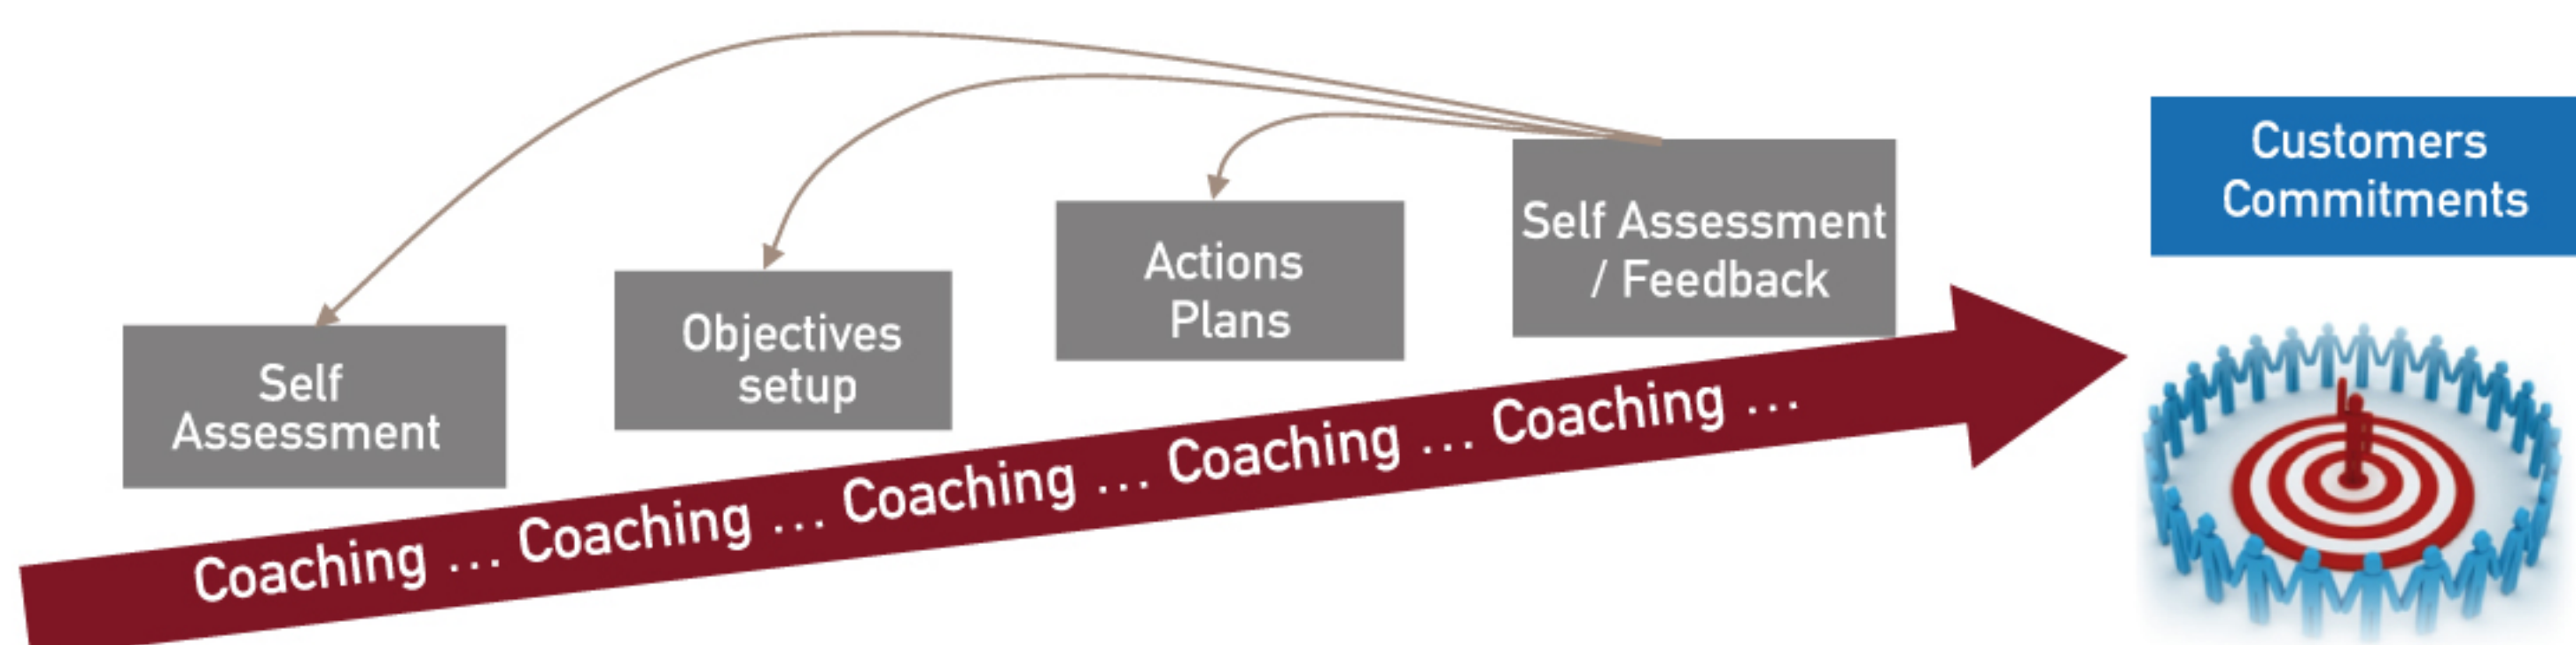 Self
Assessment
Objectives
setup
Actions
Plans
Self Assessment
/ Feedback
Customers
Commitments
Coaching ... Coaching ... Coaching ... Coaching ... Coaching ...